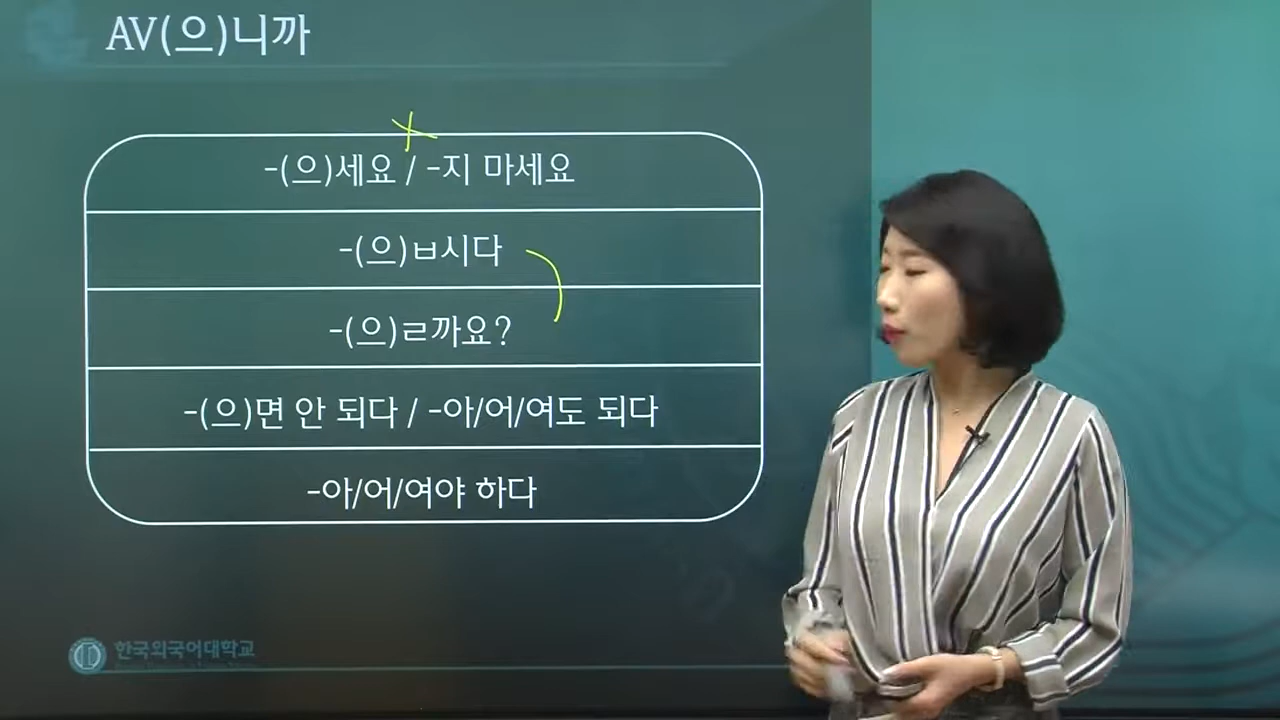 AV(으)니까
-(으)세요 / -지 마세요
-(으)ㅂ시다
-(으)ㄹ까요?
-(으)면 안 되다 / -아/어/여도 되다
-아/어/여야 하다
한국외국어대학교